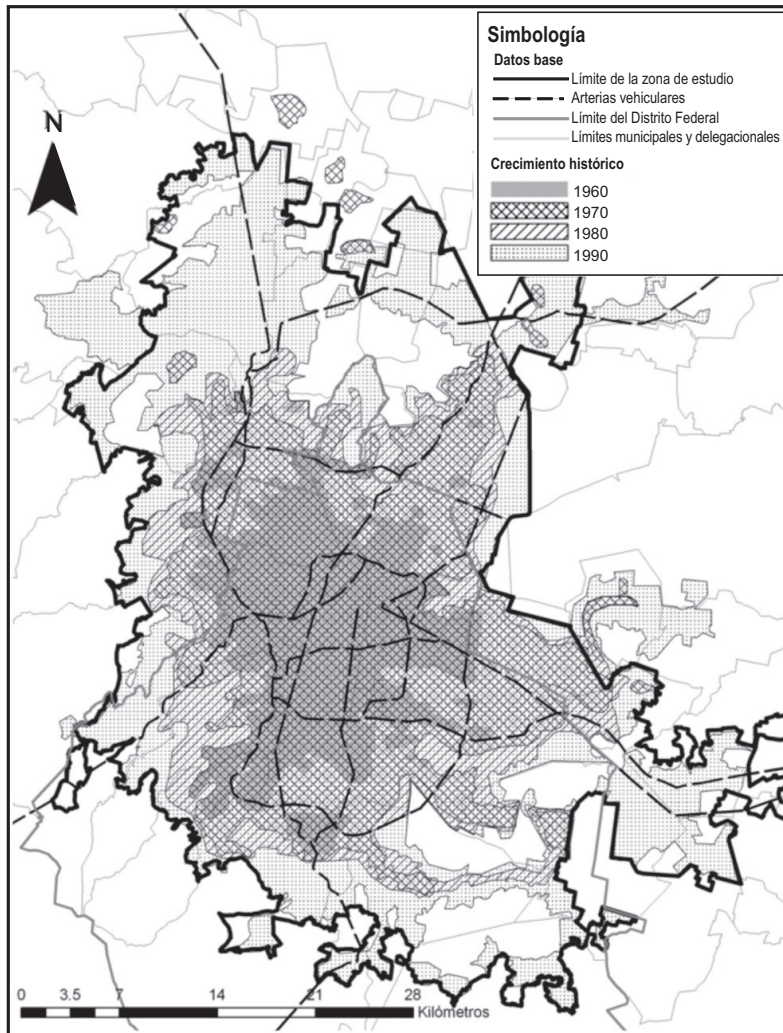 Simbología
Datos base
Límite de la zona de estudio
Arterias vehiculares
Límite del Distrito Federal
Límites municipales y delegacionales
Crecimiento histórico
1960
1970
1980
1990
N
0 3.5 7 14 21 28
Kilómetros